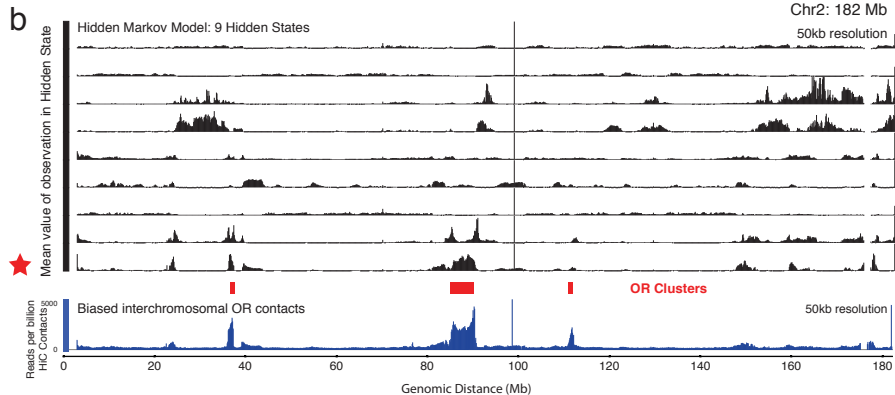 b
Chr2: 182 Mb
Hidden Markov Model: 9 Hidden States
50kb resolution
Mean value of observation in Hidden State
OR Clusters
Biased interchromosomal OR contacts
50kb resolution
Reads per billion
HiC Contacts
5000
0
0
20
40
60
80
100
120
140
160
180
Genomic Distance (Mb)